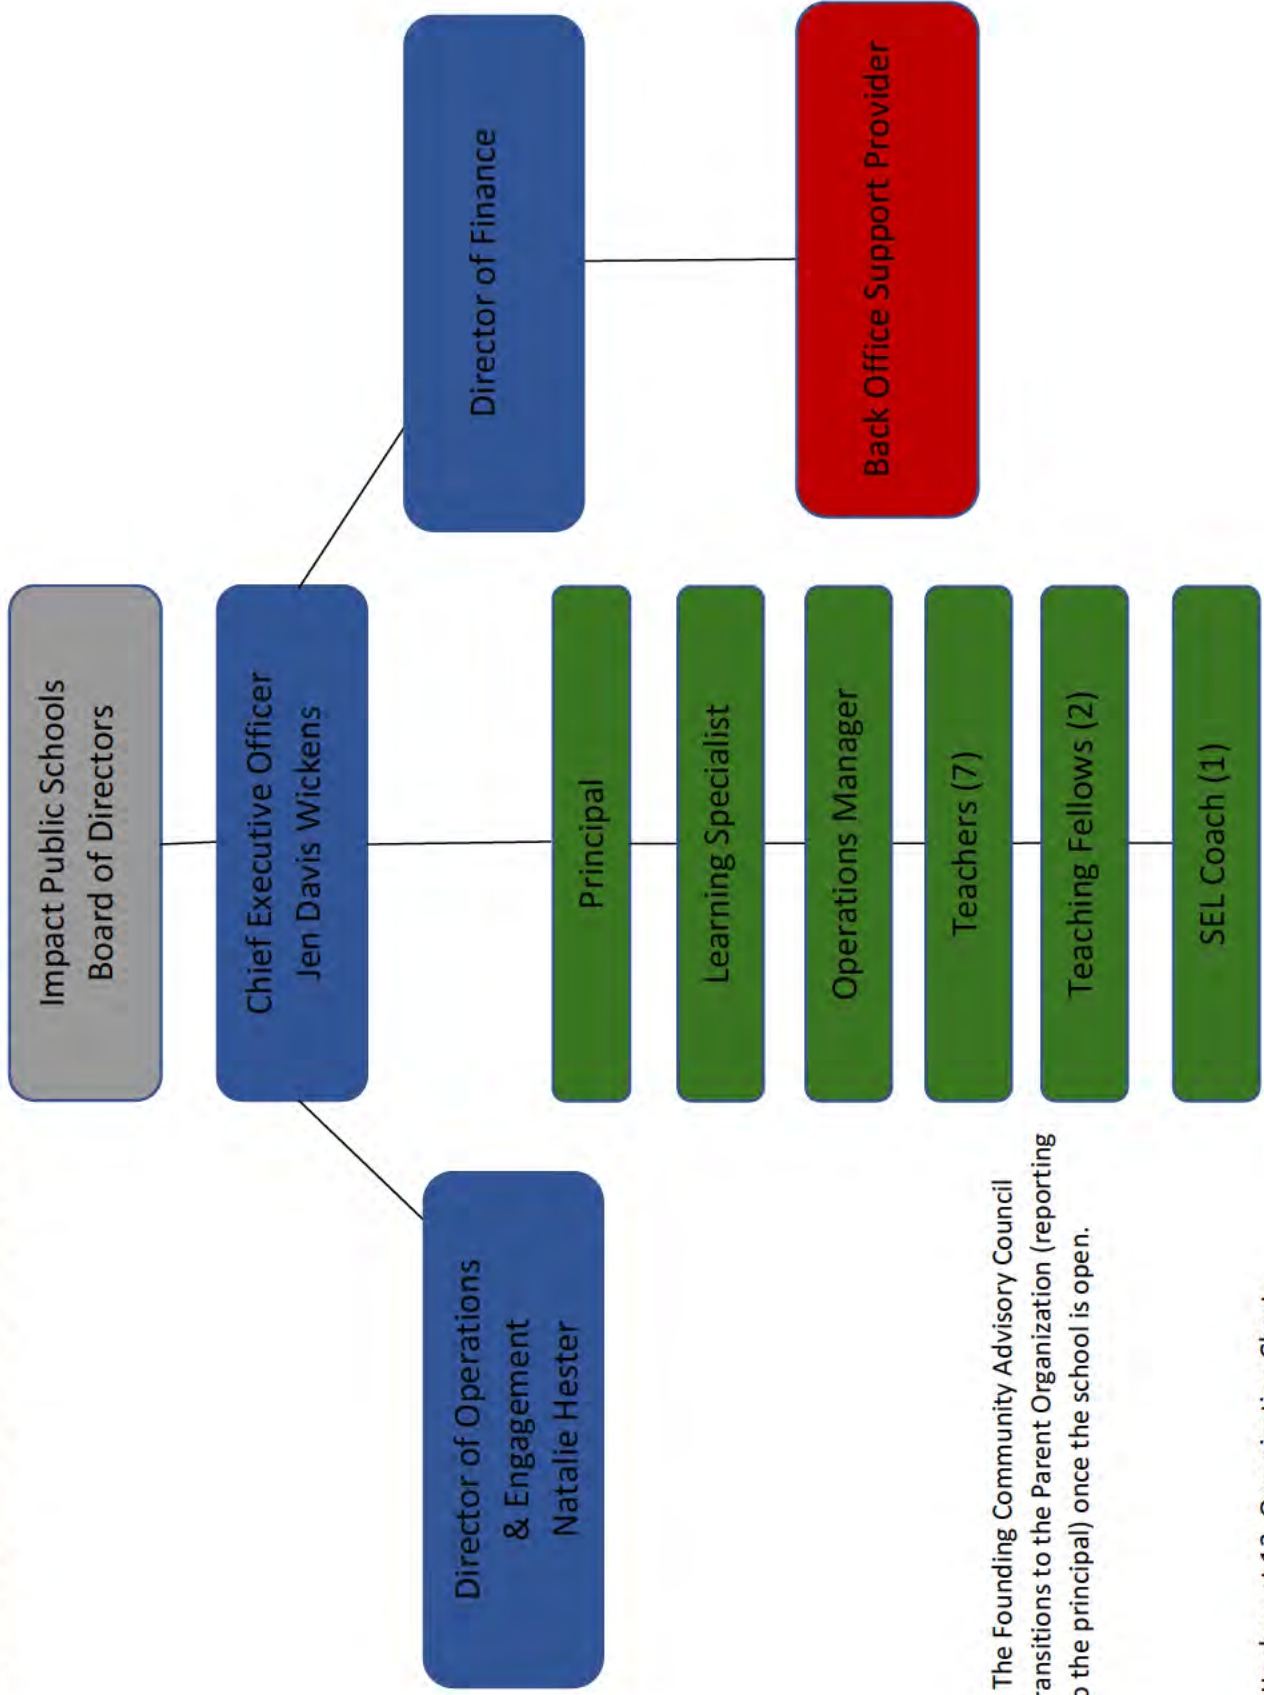 Impact Public Schools
Board of Directors
Chief Executive Officer
Jen Davis Wickens
Director of Operations
& Engagement
Natalie Hester
Director of Finance
Back Office Support Provider
Principal
Learning Specialist
Operations Manager
Teachers (7)
Teaching Fellows (2)
SEL Coach (1)
The Founding Community Advisory Council
ransitions to the Parent Organization (reporting
o the principal) once the school is open.